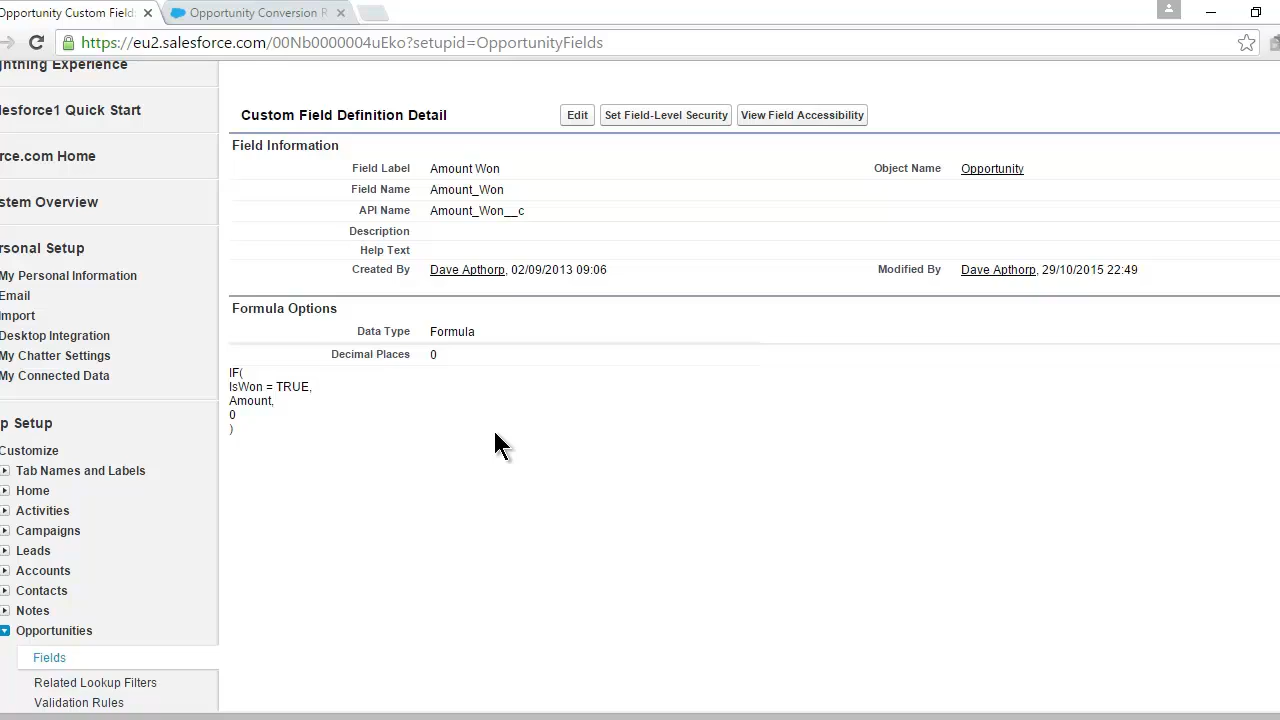 Opportunity Custom Field
Opportunity Conversion R
https://eu2.salesforce.com/00Nb0000004uEko?setupid=OpportunityFields
ghtning Experience
lesforce1 Quick Start
rce.com Home
stem Overview
rsonal Setup
My Personal Information
Email
Import
Desktop Integration
My Chatter Settings
My Connected Data
p Setup
Customize
Tab Names and Labels
Home
Activities
Campaigns
Leads
Accounts
Contacts
Notes
Opportunities
Fields
Related Lookup Filters
Validation Rules
Custom Field Definition Detail
Edit
Set Field-Level Security
View Field Accessibility
Field Information
Field Label Amount Won Object Name Opportunity
Field Name Amount_Won
API Name Amount_Won__c
Description
Help Text
Created By Dave Apthorp, 02/09/2013 09:06 Modified By Dave Apthorp, 29/10/2015 22:49
Formula Options
Data Type Formula
Decimal Places 0
IF(
IsWon = TRUE,
Amount,
0
)